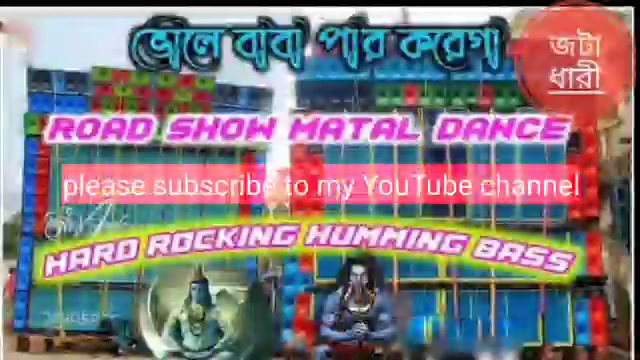 ভোলে বাবা পার করেগা
জটা
ধারী
ROAD SHOW MATAL DANCE
please subscribe to my YouTube channel
HARD ROCKING HUMMING BASS